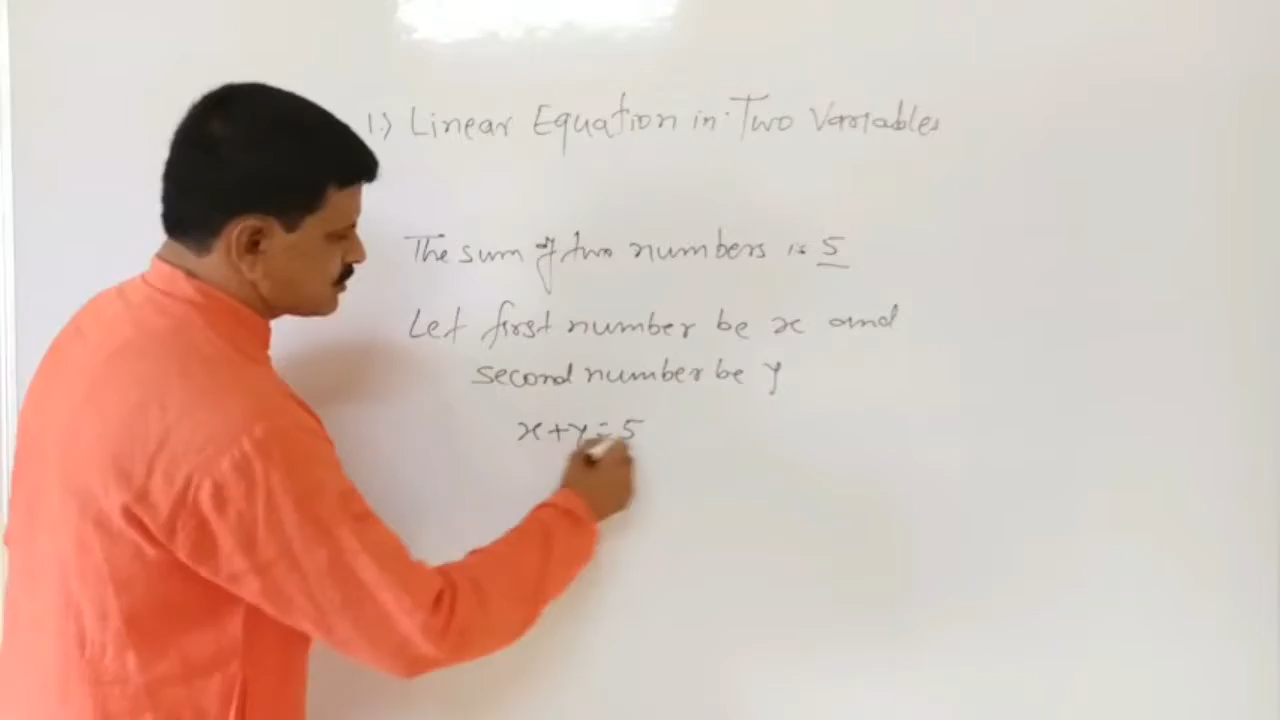 1.) Linear Equation in Two Variables
The sum of two numbers is 5
Let first number be x and
second number be y
x+y=5